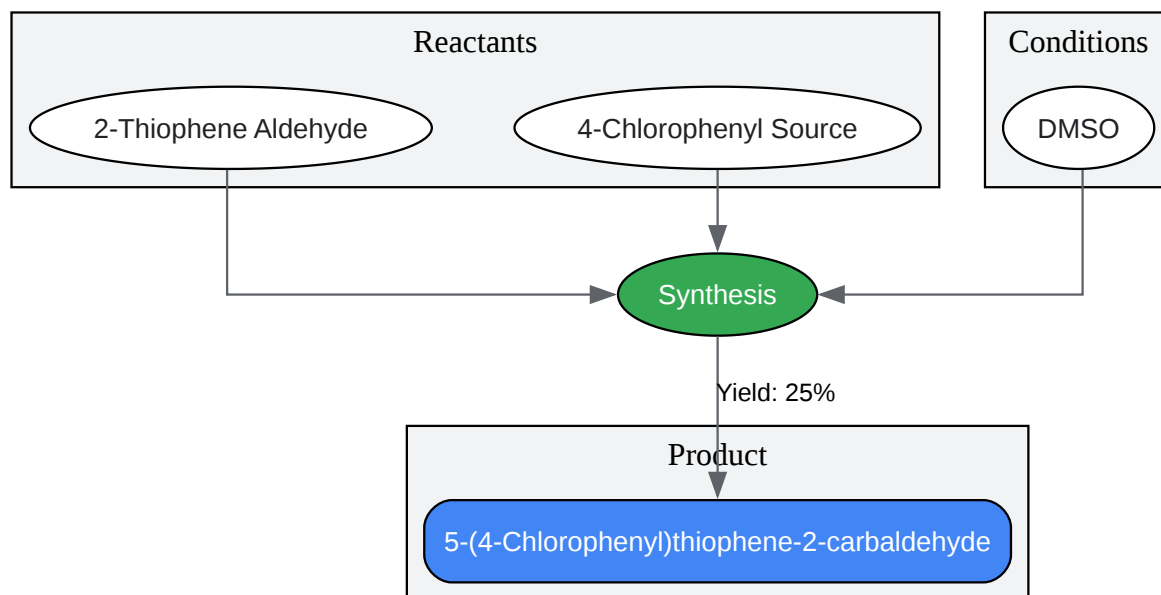 Reactants
Conditions
2-Thiophene Aldehyde
4-Chlorophenyl Source
DMSO
Synthesis
Yield: 25%
Product
5-(4-Chlorophenyl)thiophene-2-carbaldehyde